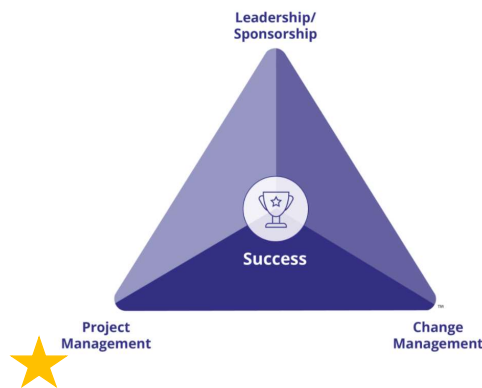 Leadership/
Sponsorship
Success
™
Project
Management
Change
Management